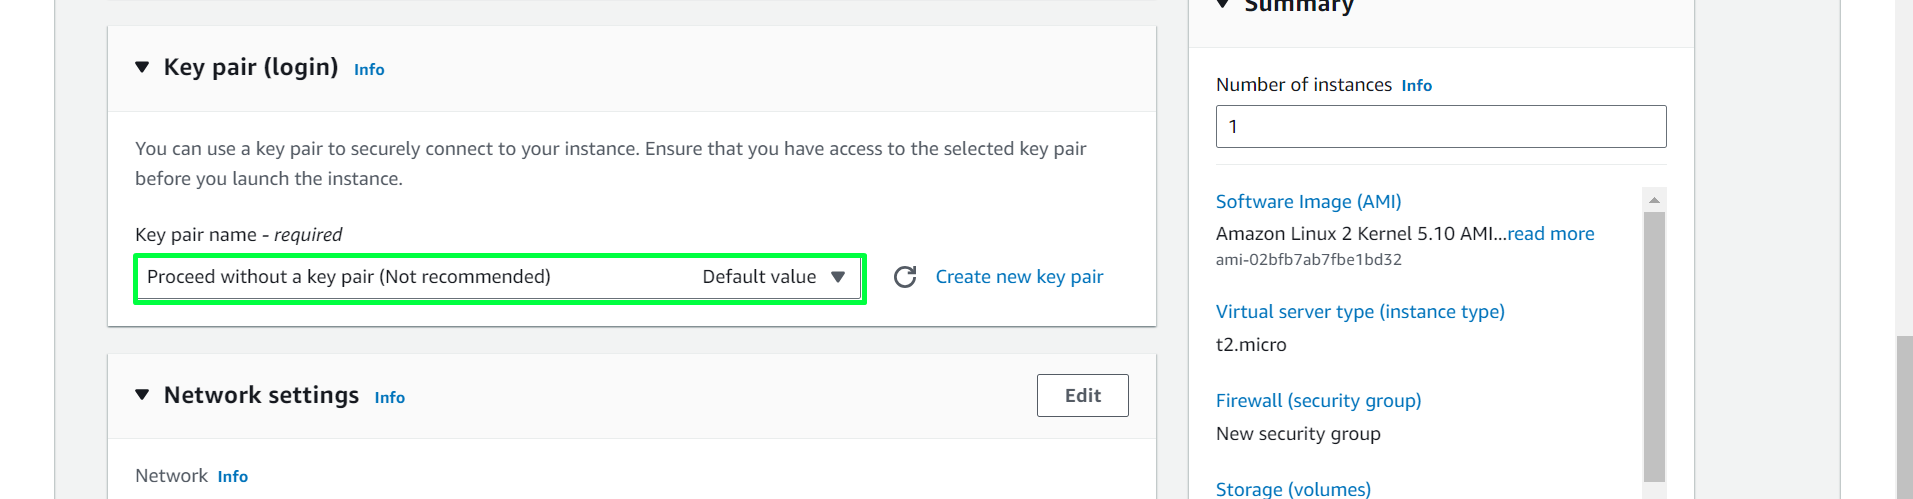 Key pair (login) Info
You can use a key pair to securely connect to your instance. Ensure that you have access to the selected key pair
before you launch the instance.
Key pair name - required
Proceed without a key pair (Not recommended) Default value
Create new key pair
Network settings Info
Edit
Network Info
Summary
Number of instances Info
1
Software Image (AMI)
Amazon Linux 2 Kernel 5.10 AMI...read more
ami-02bfb7ab7fbe1bd32
Virtual server type (instance type)
t2.micro
Firewall (security group)
New security group
Storage (volumes)